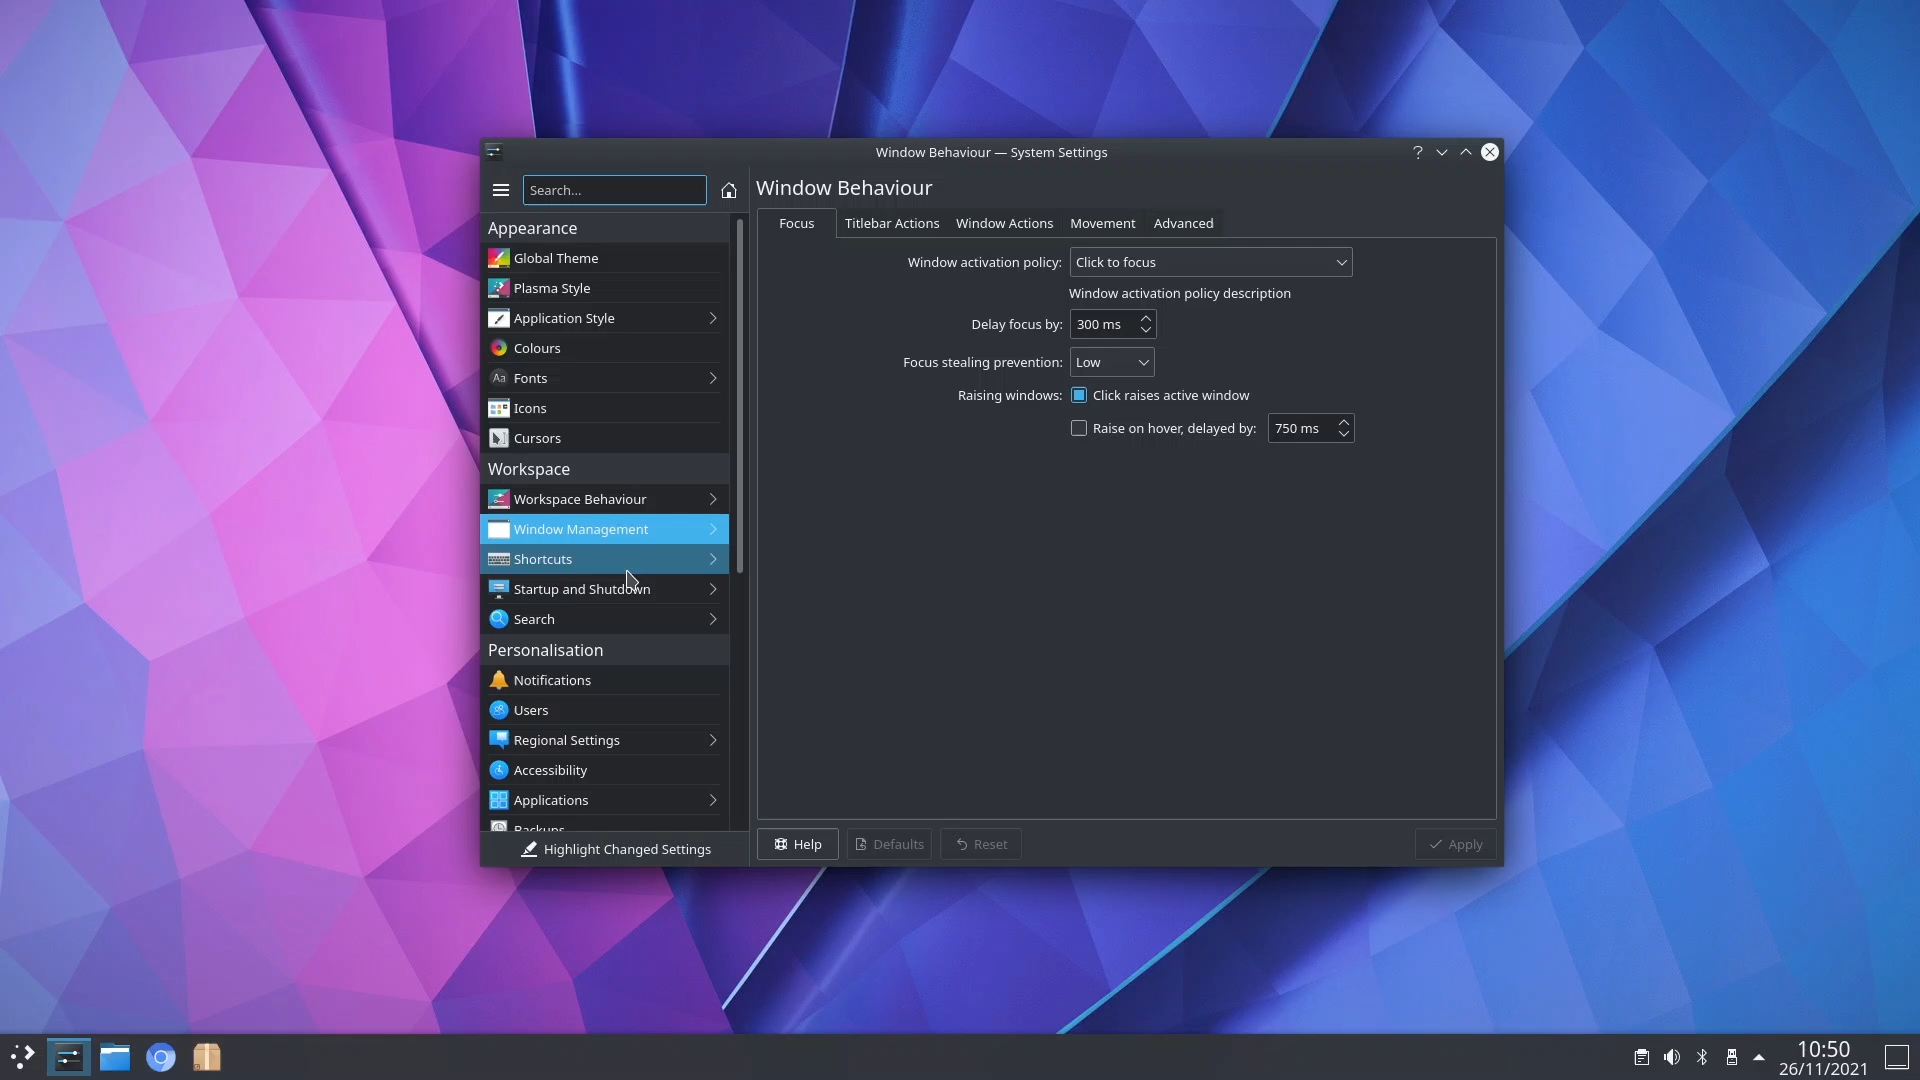 Window Behaviour — System Settings
Search...
Appearance
Global Theme
Plasma Style
Application Style
Colours
Aa Fonts
Icons
Cursors
Workspace
Workspace Behaviour
Window Management
Shortcuts
Startup and Shutdown
Search
Personalisation
Notifications
Users
Regional Settings
Accessibility
Applications
Backups
Highlight Changed Settings
Window Behaviour
Focus Titlebar Actions Window Actions Movement Advanced
Window activation policy: Click to focus
Window activation policy description
Delay focus by: 300 ms
Focus stealing prevention: Low
Raising windows: Click raises active window
Raise on hover, delayed by: 750 ms
Help Defaults Reset Apply
10:50
26/11/2021